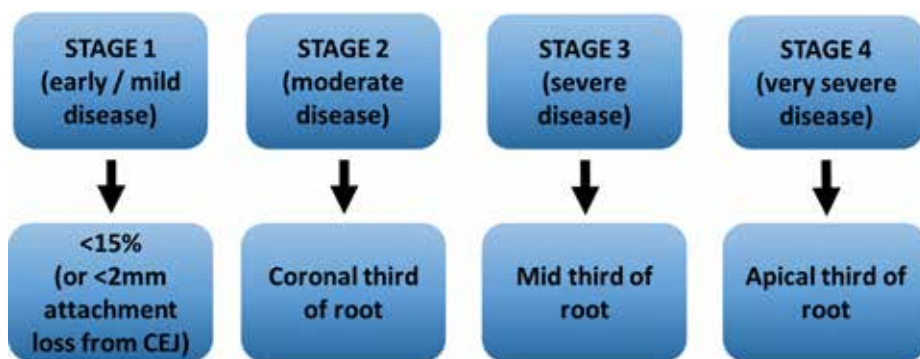 STAGE 1
(early / mild
disease)
STAGE 2
(moderate
disease)
STAGE 3
(severe
disease)
STAGE 4
(very severe
disease)
<15%
(or <2mm
attachment
loss from CEJ)
Coronal third
of root
Mid third of
root
Apical third of
root